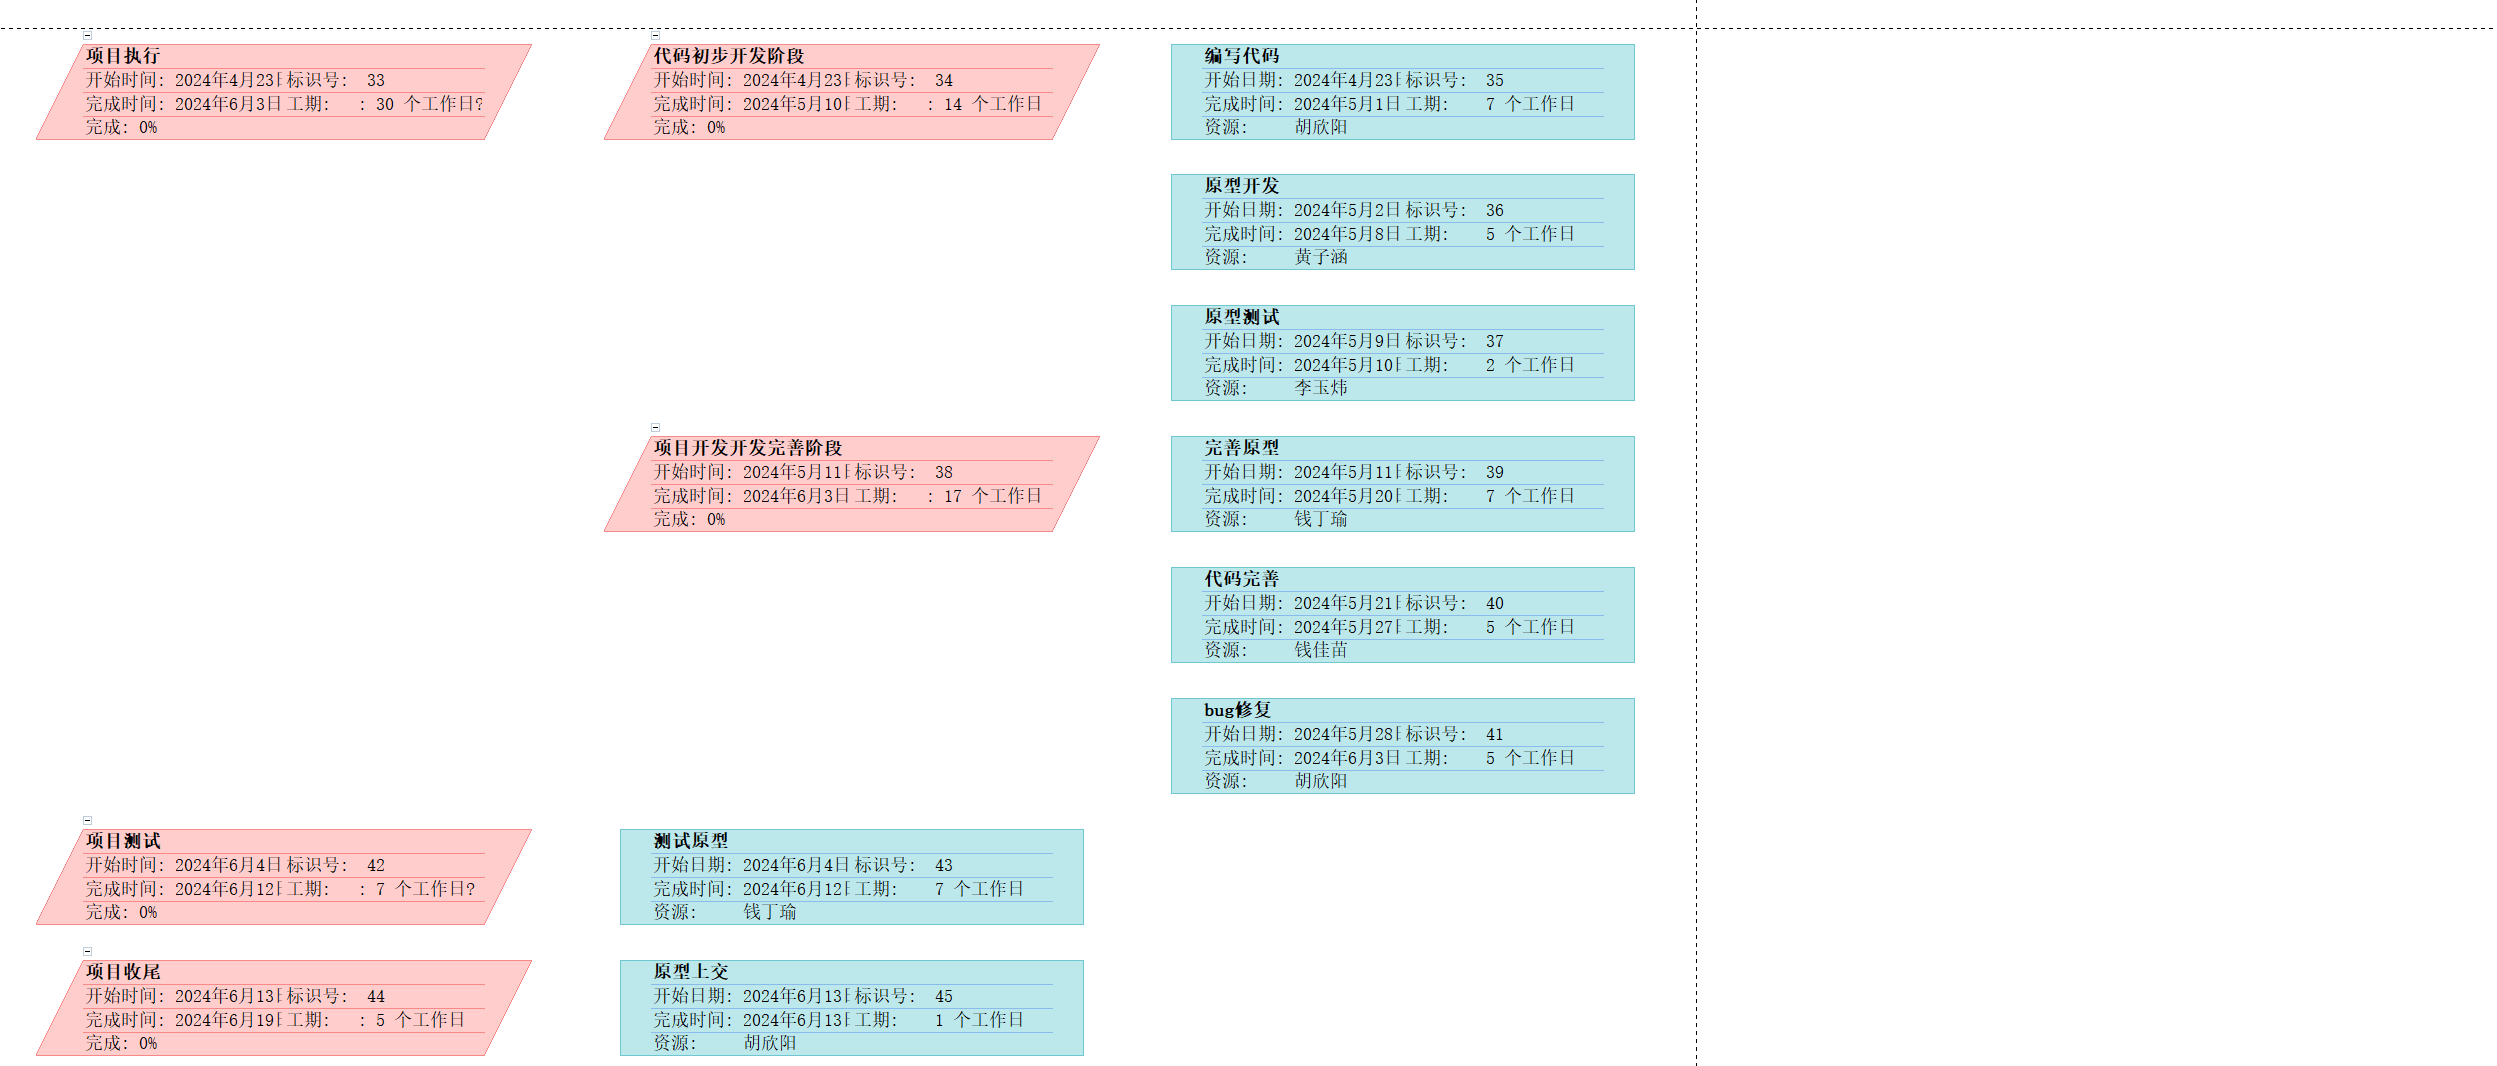 项目执行
开始时间: 2024年4月23日 标识号: 33
完成时间: 2024年6月3日 工期: : 30 个工作日?
完成: 0%
代码初步开发阶段
开始时间: 2024年4月23日 标识号: 34
完成时间: 2024年5月10日 工期: : 14 个工作日
完成: 0%
编写代码
开始日期: 2024年4月23日 标识号: 35
完成时间: 2024年5月1日 工期: 7 个工作日
资源: 胡欣阳
原型开发
开始日期: 2024年5月2日 标识号: 36
完成时间: 2024年5月8日 工期: 5 个工作日
资源: 黄子涵
原型测试
开始日期: 2024年5月9日 标识号: 37
完成时间: 2024年5月10日 工期: 2 个工作日
资源: 李玉炜
项目开发开发完善阶段
开始时间: 2024年5月11日 标识号: 38
完成时间: 2024年6月3日 工期: : 17 个工作日
完成: 0%
完善原型
开始日期: 2024年5月11日 标识号: 39
完成时间: 2024年5月20日 工期: 7 个工作日
资源: 钱丁瑜
代码完善
开始日期: 2024年5月21日 标识号: 40
完成时间: 2024年5月27日 工期: 5 个工作日
资源: 钱佳苗
bug修复
开始日期: 2024年5月28日 标识号: 41
完成时间: 2024年6月3日 工期: 5 个工作日
资源: 胡欣阳
项目测试
开始时间: 2024年6月4日 标识号: 42
完成时间: 2024年6月12日 工期: : 7 个工作日?
完成: 0%
测试原型
开始日期: 2024年6月4日 标识号: 43
完成时间: 2024年6月12日 工期: 7 个工作日
资源: 钱丁瑜
项目收尾
开始时间: 2024年6月13日 标识号: 44
完成时间: 2024年6月19日 工期: : 5 个工作日
完成: 0%
原型上交
开始日期: 2024年6月13日 标识号: 45
完成时间: 2024年6月13日 工期: 1 个工作日
资源: 胡欣阳